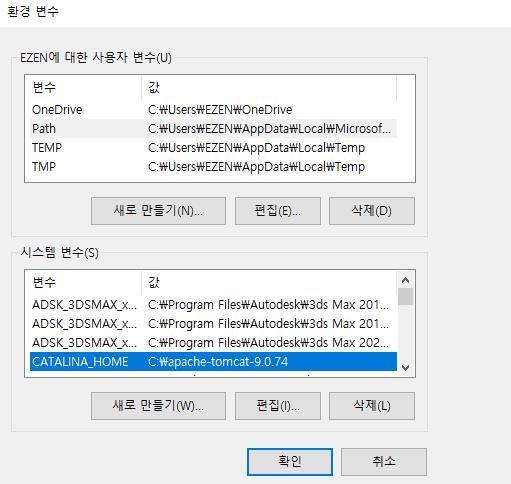 환경 변수
EZEN에 대한 사용자 변수(U)
변수 값
OneDrive C:₩Users₩EZEN₩OneDrive
Path C:₩Users₩EZEN₩AppData₩Local₩Microsof...
TEMP C:₩Users₩EZEN₩AppData₩Local₩Temp
TMP C:₩Users₩EZEN₩AppData₩Local₩Temp
새로 만들기(N)... 편집(E)... 삭제(D)
시스템 변수(S)
변수 값
ADSK_3DSMAX_x... C:₩Program Files₩Autodesk₩3ds Max 201...
ADSK_3DSMAX_x... C:₩Program Files₩Autodesk₩3ds Max 201...
ADSK_3DSMAX_x... C:₩Program Files₩Autodesk₩3ds Max 202...
CATALINA_HOME C:₩apache-tomcat-9.0.74
새로 만들기(W)... 편집(I)... 삭제(L)
확인 취소